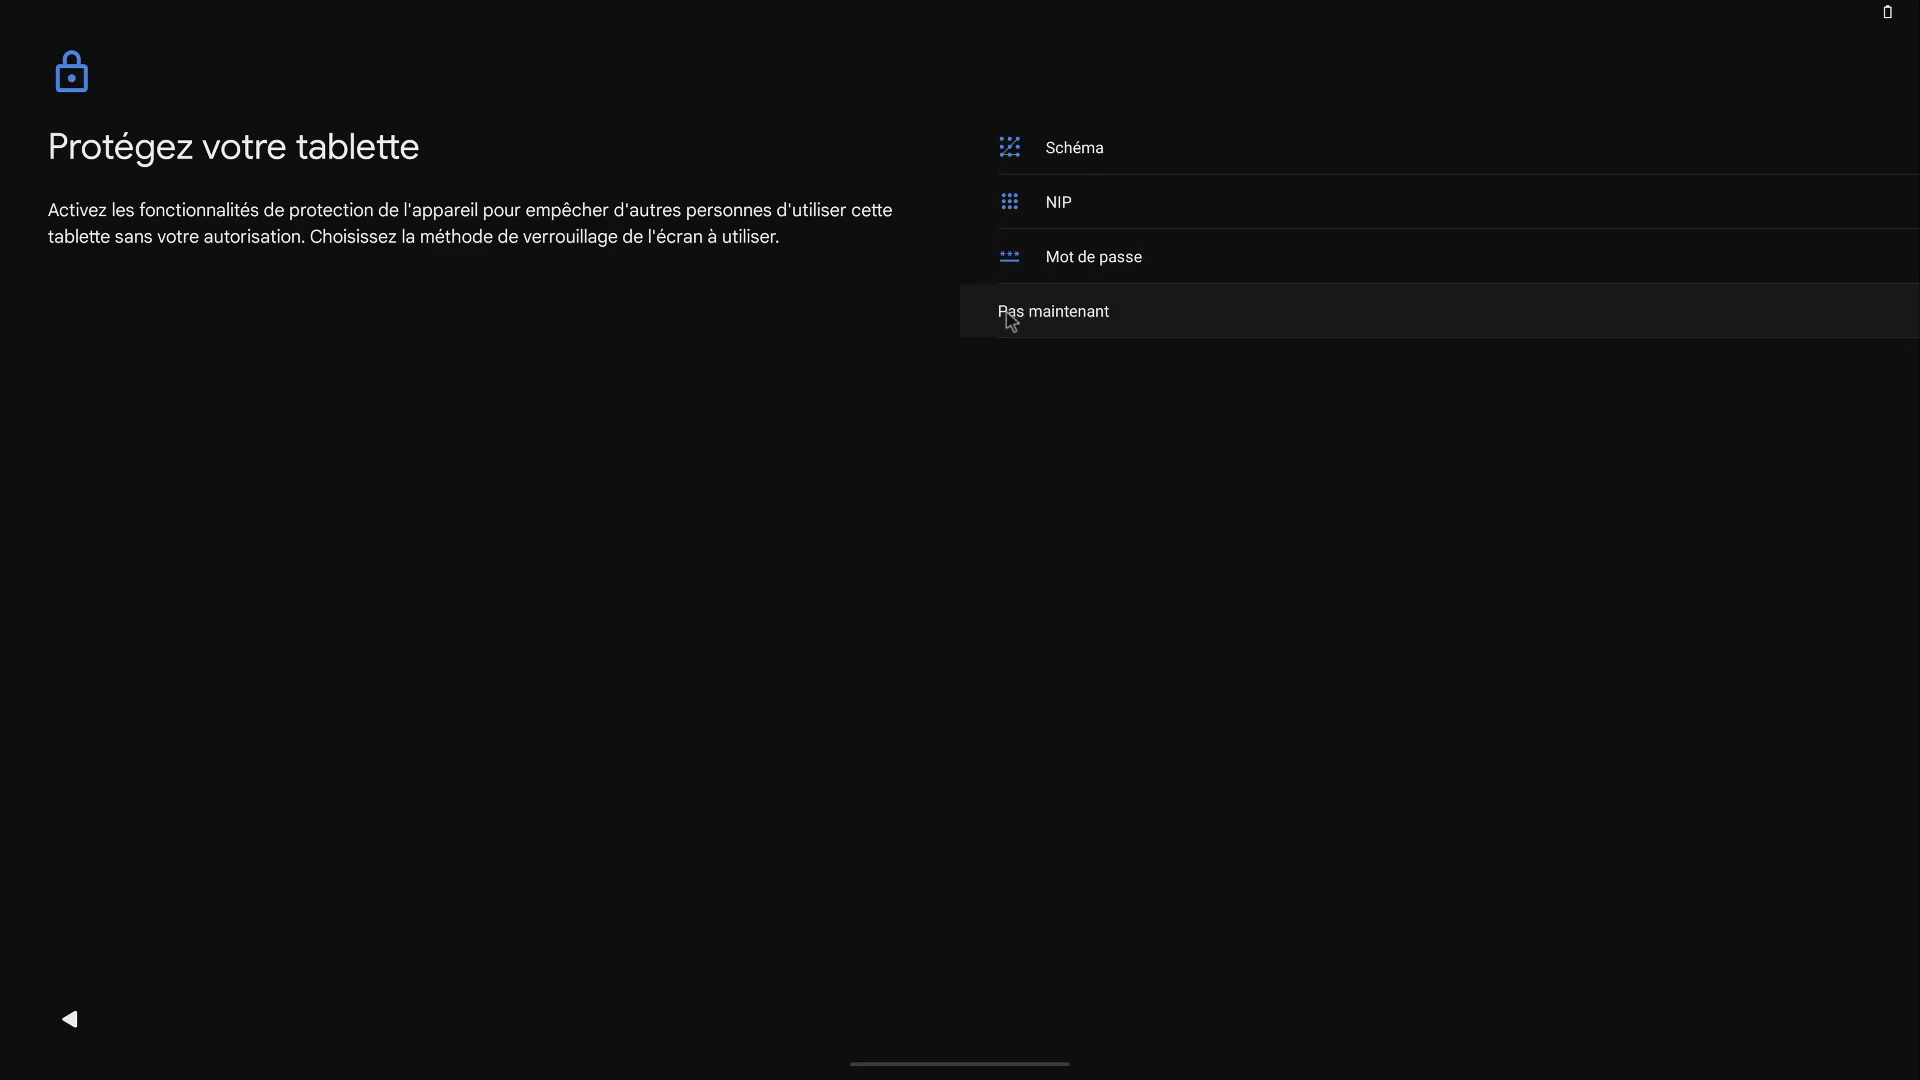 Protégez votre tablette
Activez les fonctionnalités de protection de l'appareil pour empêcher d'autres personnes d'utiliser cette
tablette sans votre autorisation. Choisissez la méthode de verrouillage de l'écran à utiliser.
Schéma
NIP
Mot de passe
Pas maintenant